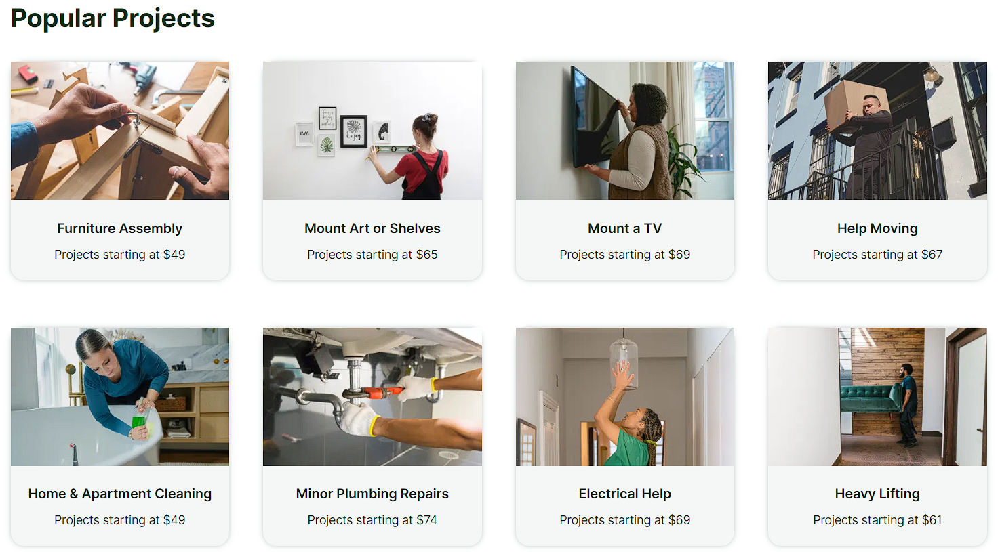 Popular Projects
Furniture Assembly
Projects starting at $49
Mount Art or Shelves
Projects starting at $65
Mount a TV
Projects starting at $69
Help Moving
Projects starting at $67
Home & Apartment Cleaning
Projects starting at $49
Minor Plumbing Repairs
Projects starting at $74
Electrical Help
Projects starting at $69
Heavy Lifting
Projects starting at $61
Hello
Enjoy